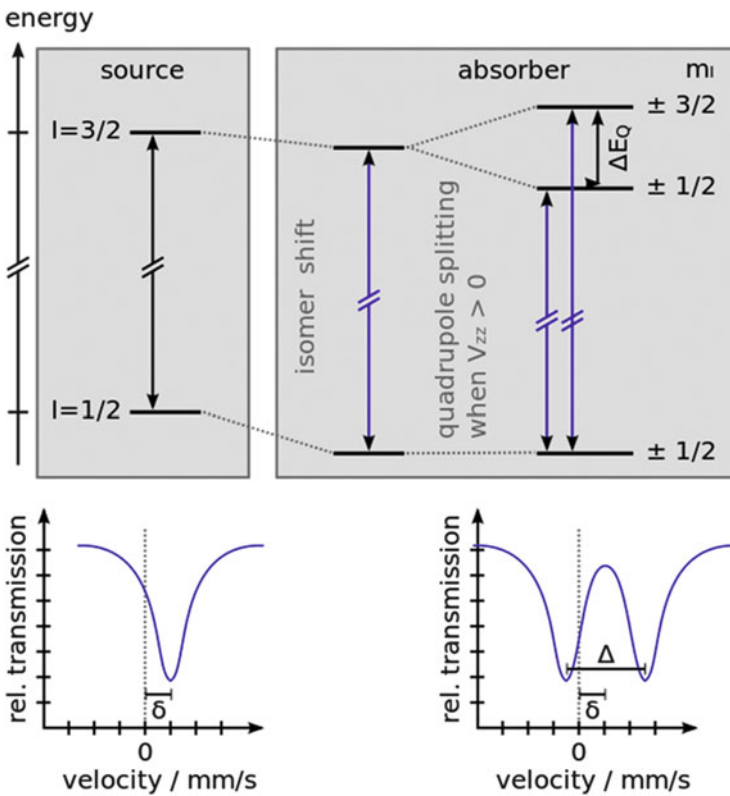 energy
source
absorber
mI
I=3/2
± 3/2
ΔEQ
± 1/2
isomer shift
quadrupole splitting
when Vzz > 0
I=1/2
± 1/2
rel. transmission
δ
0
velocity / mm/s
rel. transmission
Δ
δ
0
velocity / mm/s